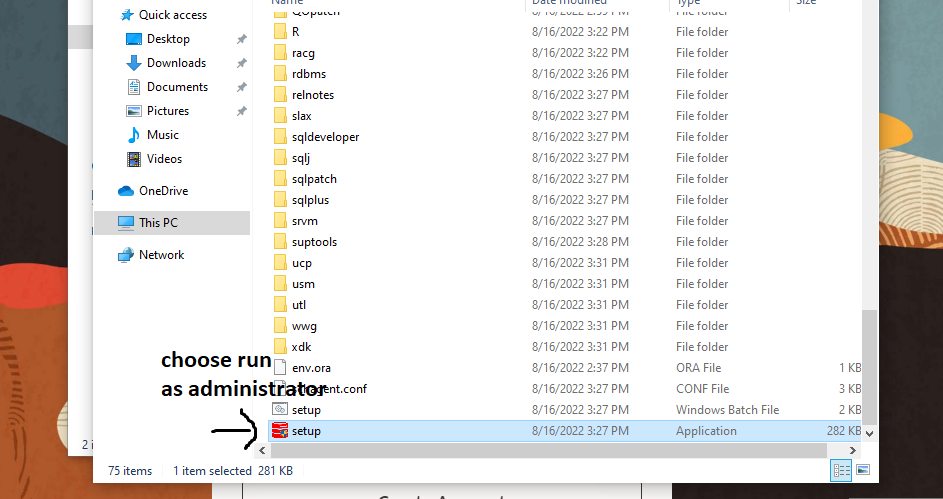 Date modified Type Size
Quick access
QOpatch 8/16/2022 2:39 PM File folder
R 8/16/2022 3:22 PM File folder
Desktop
racg 8/16/2022 3:22 PM File folder
Downloads
rdbms 8/16/2022 3:26 PM File folder
Documents
relnotes 8/16/2022 3:27 PM File folder
Pictures
slax 8/16/2022 3:27 PM File folder
Music
sqldeveloper 8/16/2022 3:27 PM File folder
Videos
sqlj 8/16/2022 3:27 PM File folder
sqlpatch 8/16/2022 3:27 PM File folder
OneDrive
sqlplus 8/16/2022 3:27 PM File folder
This PC
srvm 8/16/2022 3:27 PM File folder
suptools 8/16/2022 3:28 PM File folder
Network
ucp 8/16/2022 3:31 PM File folder
usm 8/16/2022 3:31 PM File folder
utl 8/16/2022 3:31 PM File folder
wwg 8/16/2022 3:31 PM File folder
xdk 8/16/2022 3:31 PM File folder
choose run
as administrator
env.ora 8/16/2022 2:37 PM ORA File 1 KB
schagent.conf 8/16/2022 3:27 PM CONF File 3 KB
setup 8/16/2022 3:27 PM Windows Batch File 2 KB
setup 8/16/2022 3:27 PM Application 282 KB
75 items 1 item selected 281 KB